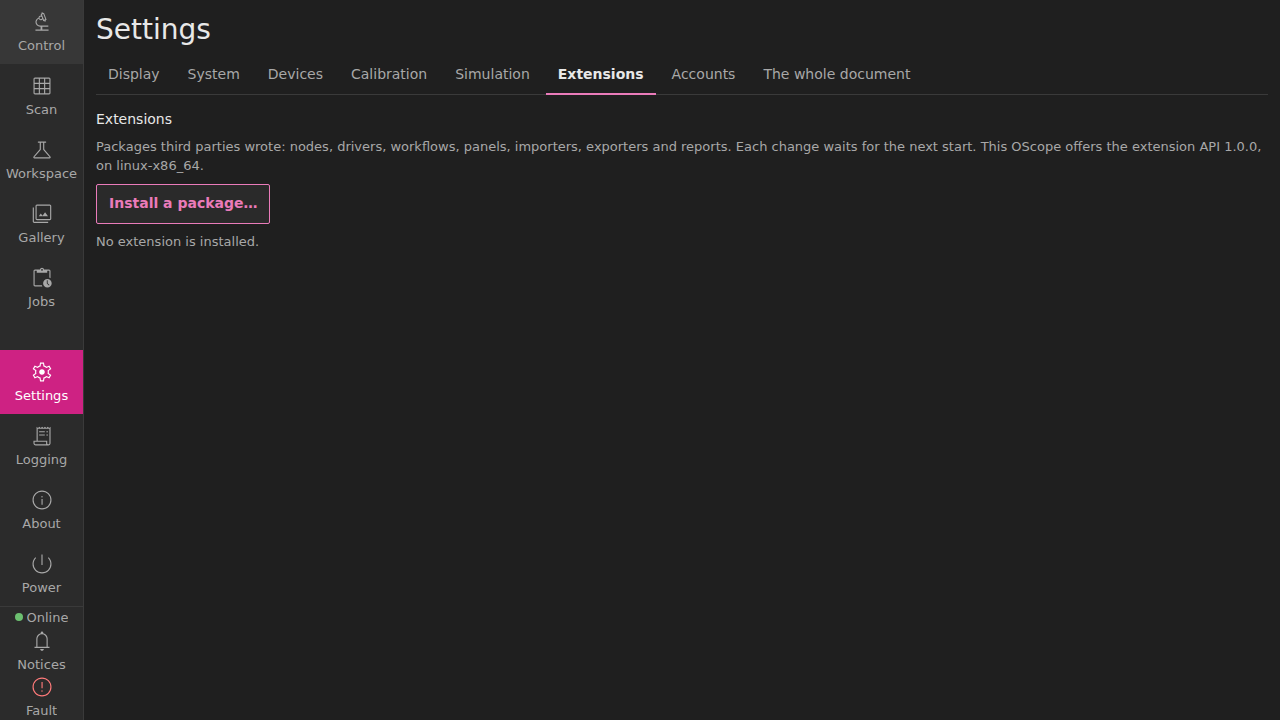 Settings
Display
System
Devices
Calibration
Simulation
Extensions
Accounts
The whole document
Extensions
Packages third parties wrote: nodes, drivers, workflows, panels, importers, exporters and reports. Each change waits for the next start. This OScope offers the extension API 1.0.0,
on linux-x86_64.
Install a package…
No extension is installed.
Control
Scan
Workspace
Gallery
Jobs
Settings
Logging
About
Power
Online
Notices
Fault